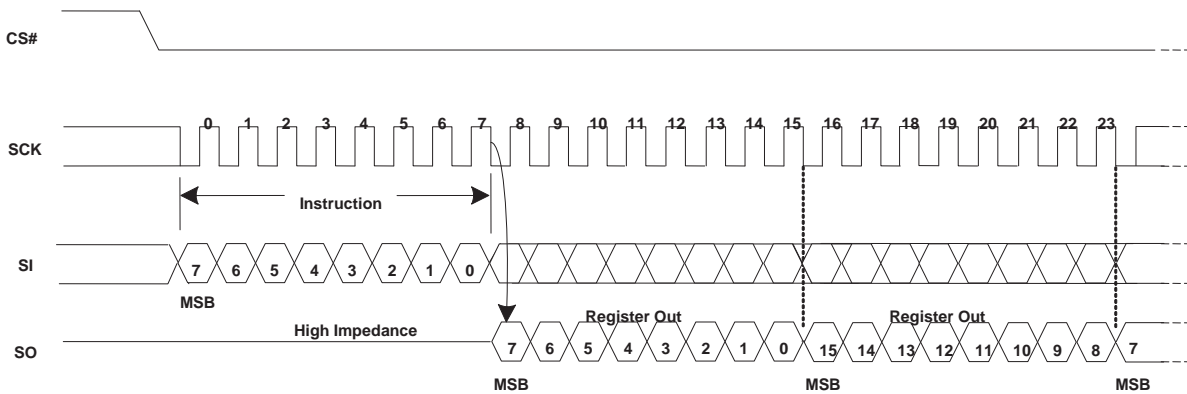 CS#
SCK
0 1 2 3 4 5 6 7 8 9 10 11 12 13 14 15 16 17 18 19 20 21 22 23
Instruction
SI
7 6 5 4 3 2 1 0
MSB
High Impedance
Register Out
Register Out
SO
7 6 5 4 3 2 1 0 15 14 13 12 11 10 9 8 7
MSB
MSB
MSB